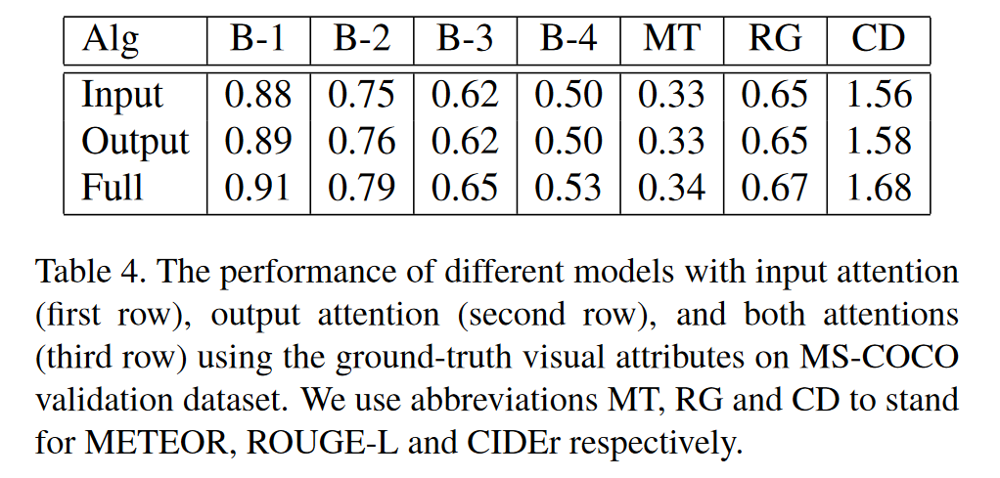 Alg B-1 B-2 B-3 B-4 MT RG CD
Input 0.88 0.75 0.62 0.50 0.33 0.65 1.56
Output 0.89 0.76 0.62 0.50 0.33 0.65 1.58
Full 0.91 0.79 0.65 0.53 0.34 0.67 1.68
Table 4. The performance of different models with input attention
(first row), output attention (second row), and both attentions
(third row) using the ground-truth visual attributes on MS-COCO
validation dataset. We use abbreviations MT, RG and CD to stand
for METEOR, ROUGE-L and CIDEr respectively.